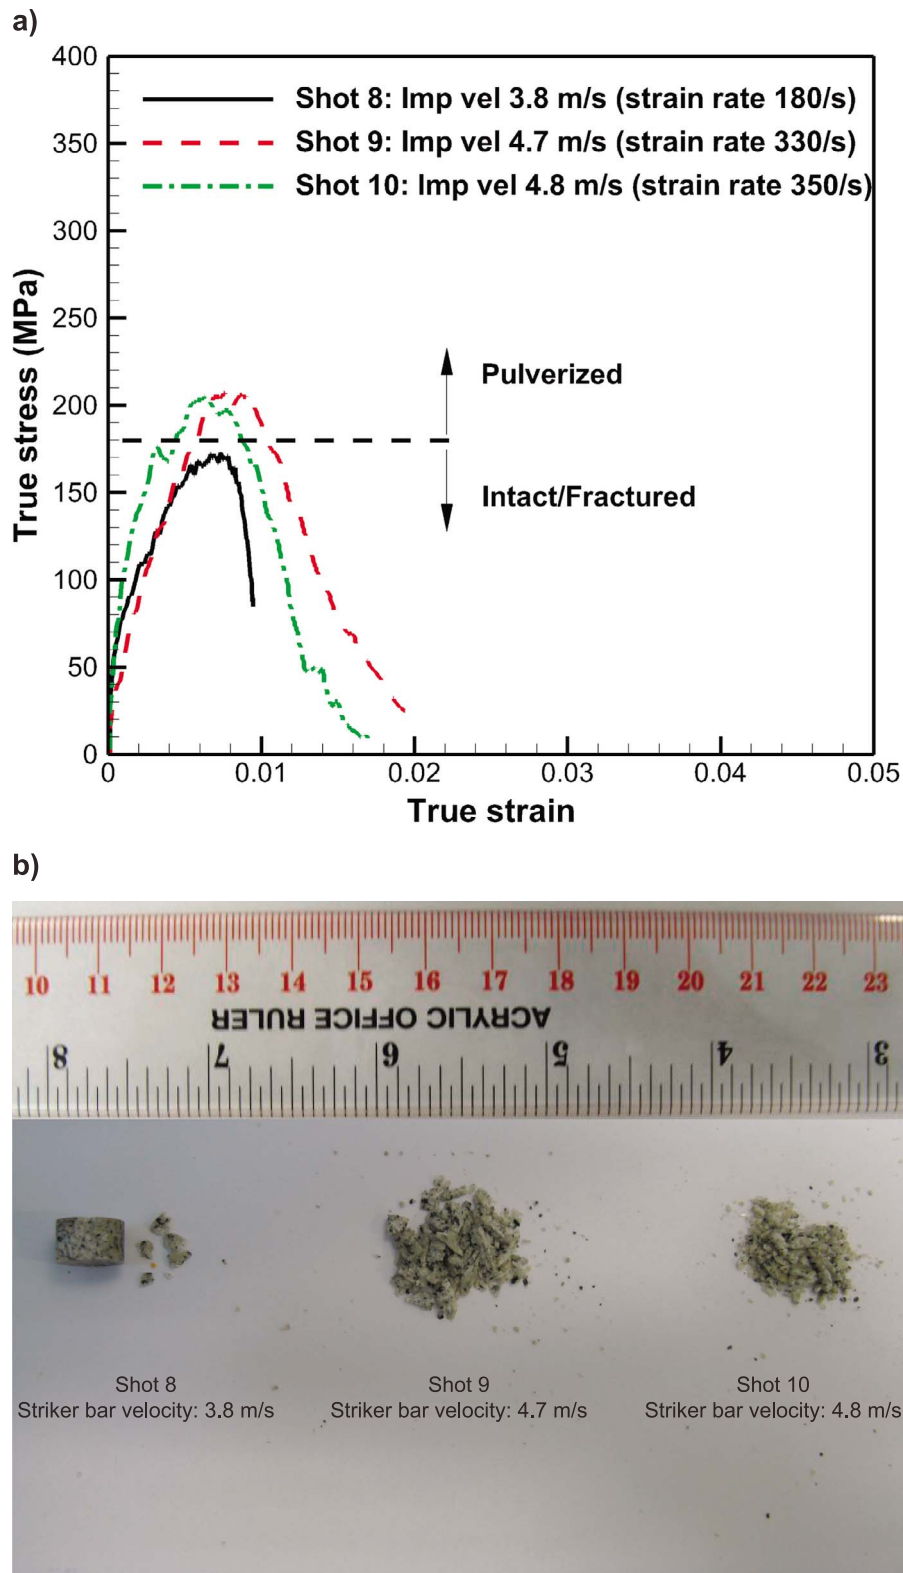 a)
400
350
300
250
200
150
100
50
0
True stress (MPa)
Shot 8: Imp vel 3.8 m/s (strain rate 180/s)
Shot 9: Imp vel 4.7 m/s (strain rate 330/s)
Shot 10: Imp vel 4.8 m/s (strain rate 350/s)
Pulverized
Intact/Fractured
0 0.01 0.02 0.03 0.04 0.05
True strain
b)
10 11 12 13 14 15 16 17 18 19 20 21 22 23
ACRYLIC OFFICE RULER
8 7 6 5 4 3
Shot 8
Striker bar velocity: 3.8 m/s
Shot 9
Striker bar velocity: 4.7 m/s
Shot 10
Striker bar velocity: 4.8 m/s